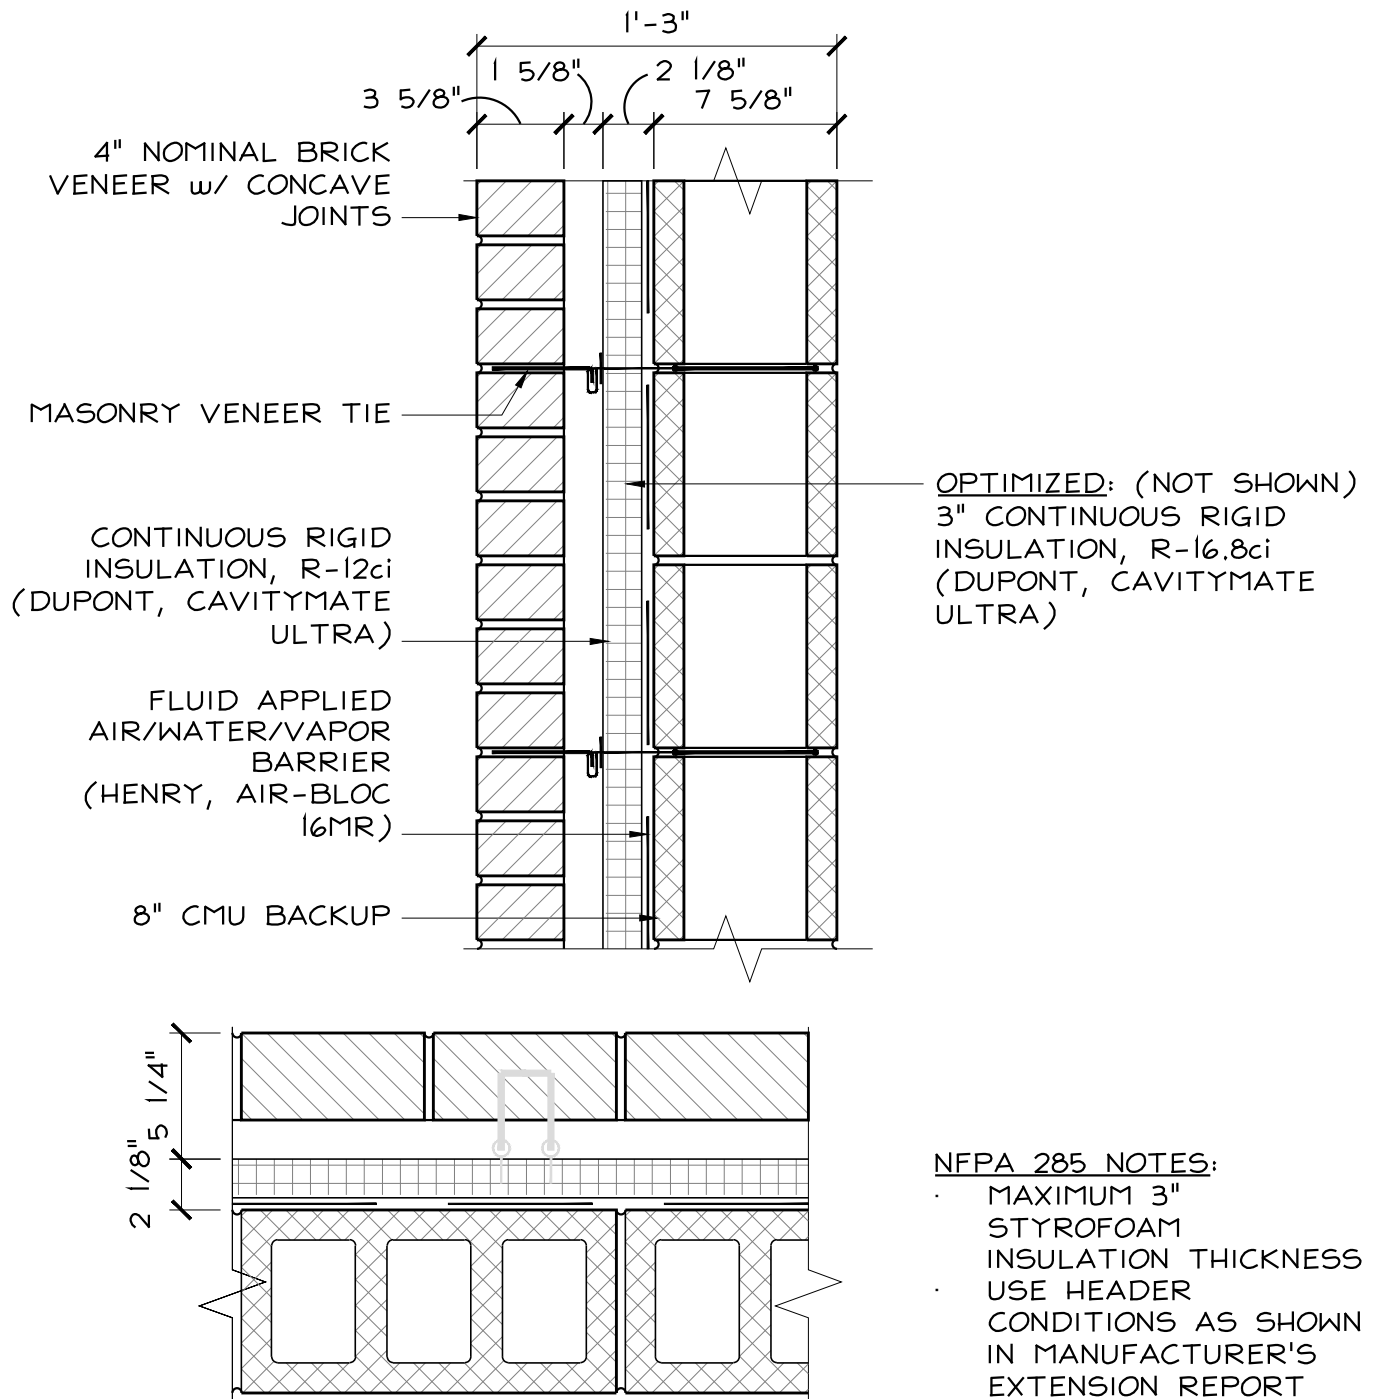 1'-3"
1 5/8"
2 1/8"
3 5/8"
7 5/8"
4" NOMINAL BRICK
VENEER w/ CONCAVE
JOINTS
MASONRY VENEER TIE
CONTINUOUS RIGID
INSULATION, R-12ci
(DUPONT, CAVITYMATE
ULTRA)
FLUID APPLIED
AIR/WATER/VAPOR
BARRIER
(HENRY, AIR-BLOC
16MR)
8" CMU BACKUP
OPTIMIZED: (NOT SHOWN)
3" CONTINUOUS RIGID
INSULATION, R-16.8ci
(DUPONT, CAVITYMATE
ULTRA)
5 1/4"
2 1/8"
NFPA 285 NOTES:
· MAXIMUM 3"
STYROFOAM
INSULATION THICKNESS
· USE HEADER
CONDITIONS AS SHOWN
IN MANUFACTURER'S
EXTENSION REPORT